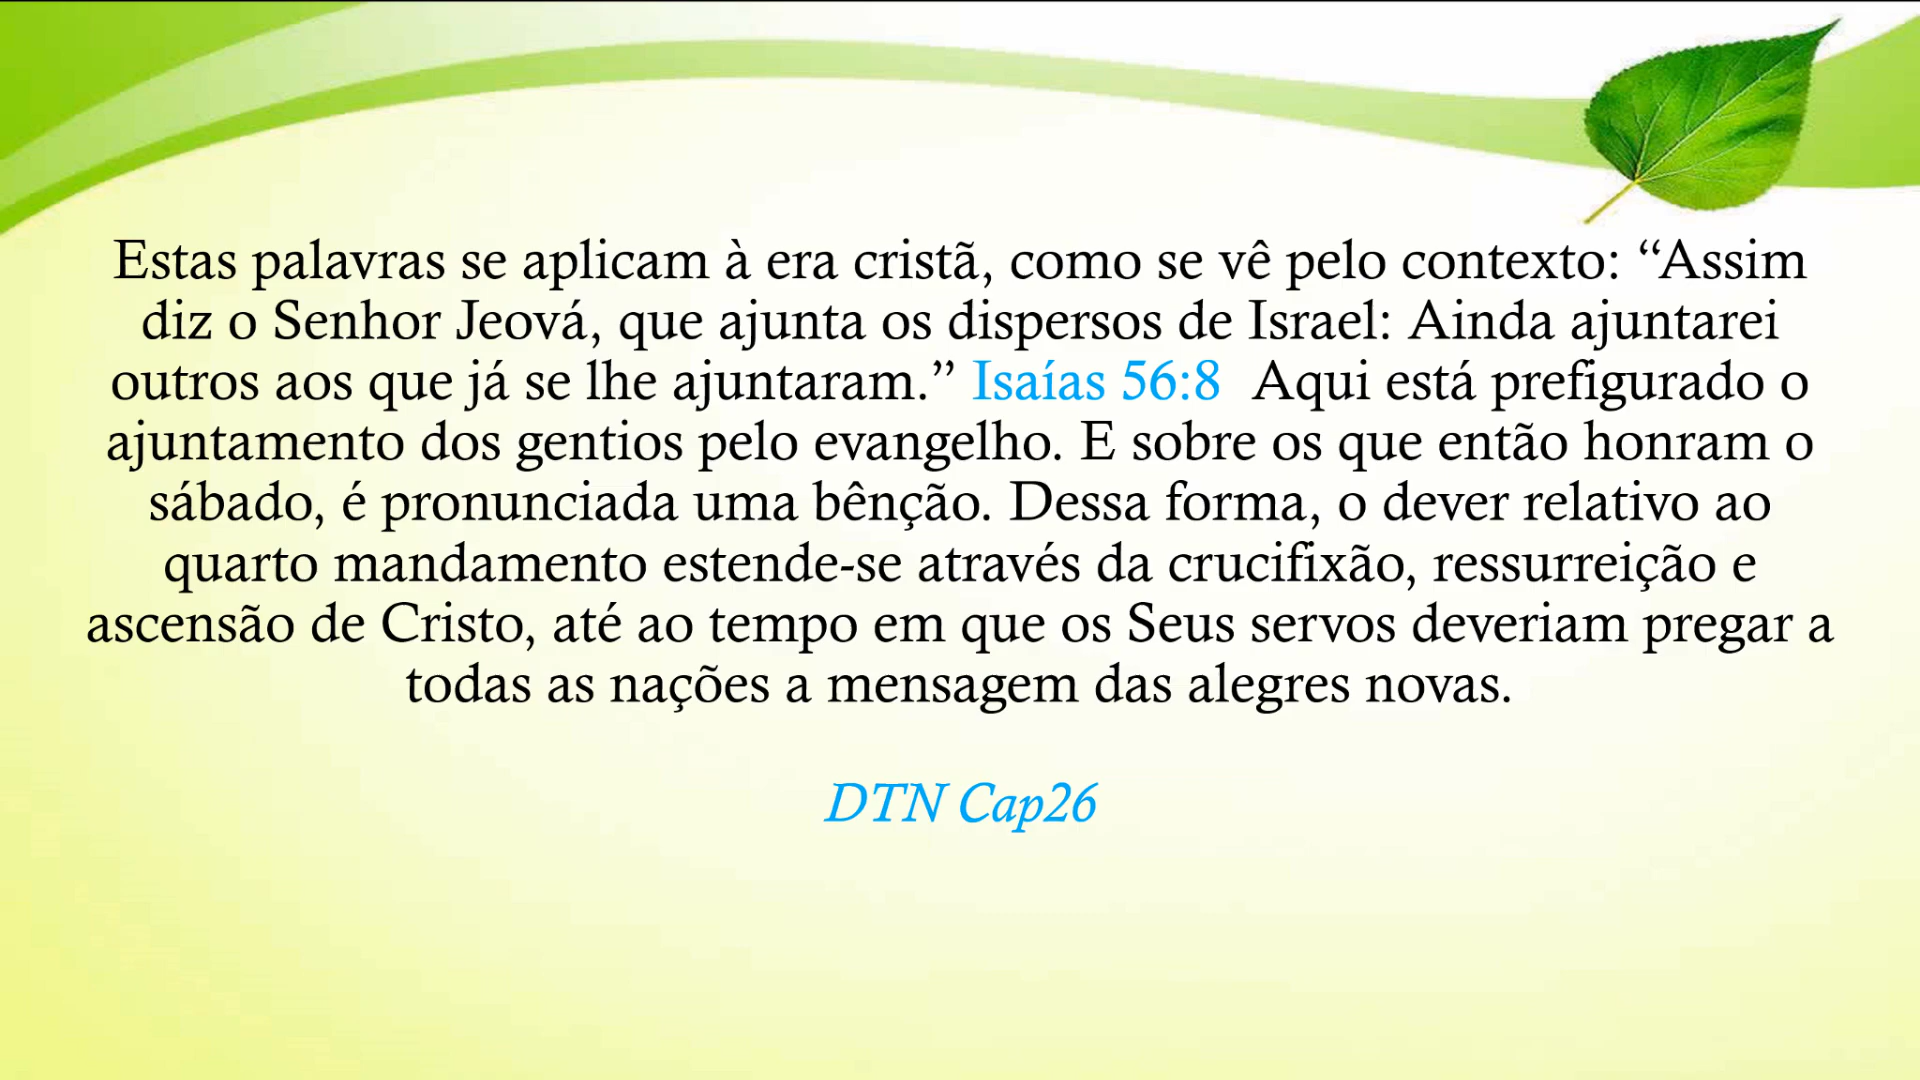 Estas palavras se aplicam à era cristã, como se vê pelo contexto: “Assim
diz o Senhor Jeová, que ajunta os dispersos de Israel: Ainda ajuntarei
outros aos que já se lhe ajuntaram.” Isaías 56:8  Aqui está prefigurado o
ajuntamento dos gentios pelo evangelho. E sobre os que então honram o
sábado, é pronunciada uma bênção. Dessa forma, o dever relativo ao
quarto mandamento estende-se através da crucifixão, ressurreição e
ascensão de Cristo, até ao tempo em que os Seus servos deveriam pregar a
todas as nações a mensagem das alegres novas.
DTN Cap26